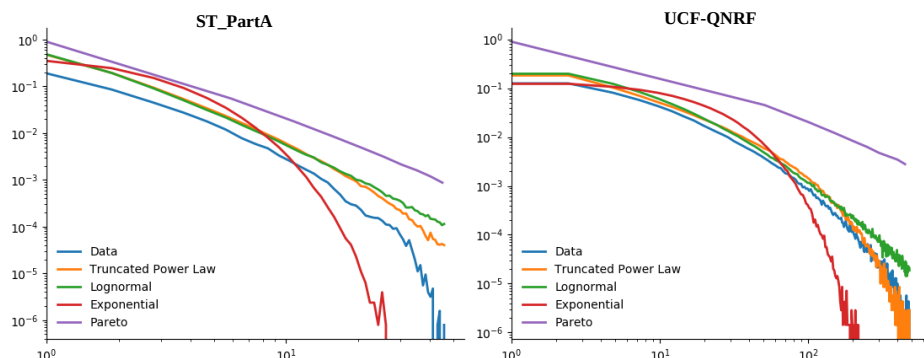 ST_PartA
10⁰
10⁻¹
10⁻²
10⁻³
10⁻⁴
10⁻⁵
10⁻⁶
Data
Truncated Power Law
Lognormal
Exponential
Pareto
10⁰
10¹
UCF-QNRF
10⁰
10⁻¹
10⁻²
10⁻³
10⁻⁴
10⁻⁵
10⁻⁶
Data
Truncated Power Law
Lognormal
Exponential
Pareto
10⁰
10¹
10²